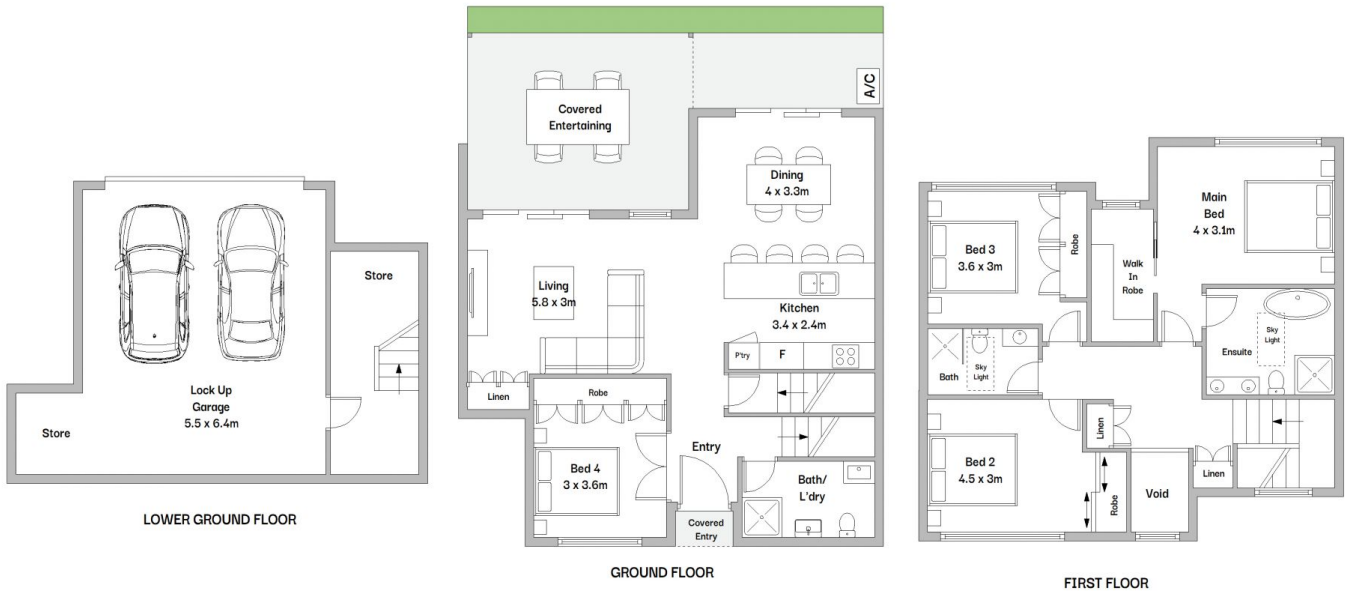 Store
Lock Up
Garage
5.5 x 6.4m
Store
LOWER GROUND FLOOR
A/C
Covered
Entertaining
Dining
4 x 3.3m
Living
5.8 x 3m
Kitchen
3.4 x 2.4m
P'try
F
Linen
Robe
Entry
Bed 4
3 x 3.6m
Bath/
L'dry
Covered
Entry
GROUND FLOOR
Main
Bed
4 x 3.1m
Bed 3
3.6 x 3m
Robe
Walk
In
Robe
Ensuite
Sky
Light
Bath
Sky
Light
Linen
Bed 2
4.5 x 3m
Robe
Void
Linen
FIRST FLOOR